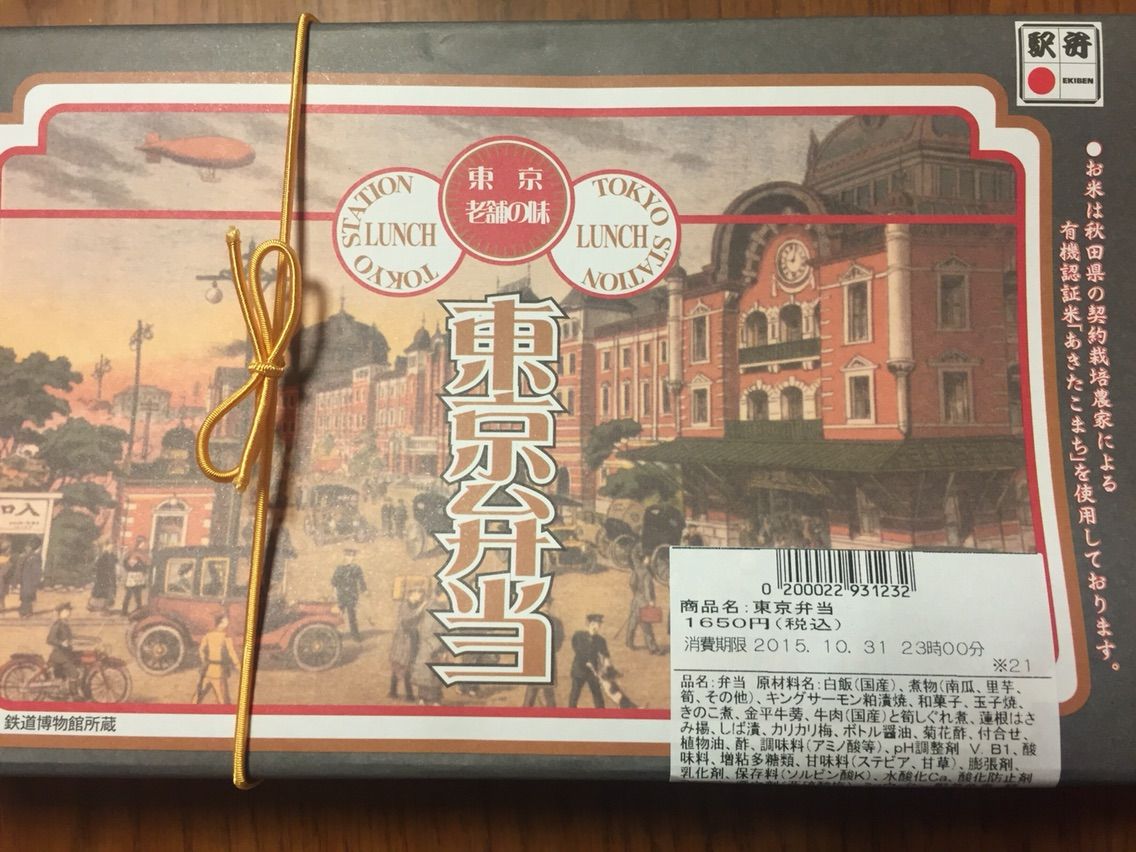 駅弁
EKIBEN
●お米は秋田県の契約栽培農家による
有機認証米「あきたこまち」を使用しております。
東京
老舗の味
TOKYO STATION
LUNCH
TOKYO STATION
LUNCH
東京弁当
入口
鉄道博物館所蔵
0 200022 931232
商品名:東京弁当
1650円(税込)
消費期限 2015. 10. 31 23時00分
※21
品名:弁当 原材料名:白飯(国産)、煮物(南瓜、里芋、
筍、その他)、キングサーモン粕漬焼、和菓子、玉子焼、
きのこ煮、金平牛蒡、牛肉(国産)と筍しぐれ煮、蓮根はさ
み揚、しば漬、カリカリ梅、ボトル醤油、菊花酢、付合せ、
植物油、酢、調味料(アミノ酸等)、pH調整剤 V. B1、酸
味料、増粘多糖類、甘味料(ステビア、甘草)、膨張剤、
乳化剤、保存料(ソルビン酸K)、水酸化Ca、酸化防止剤